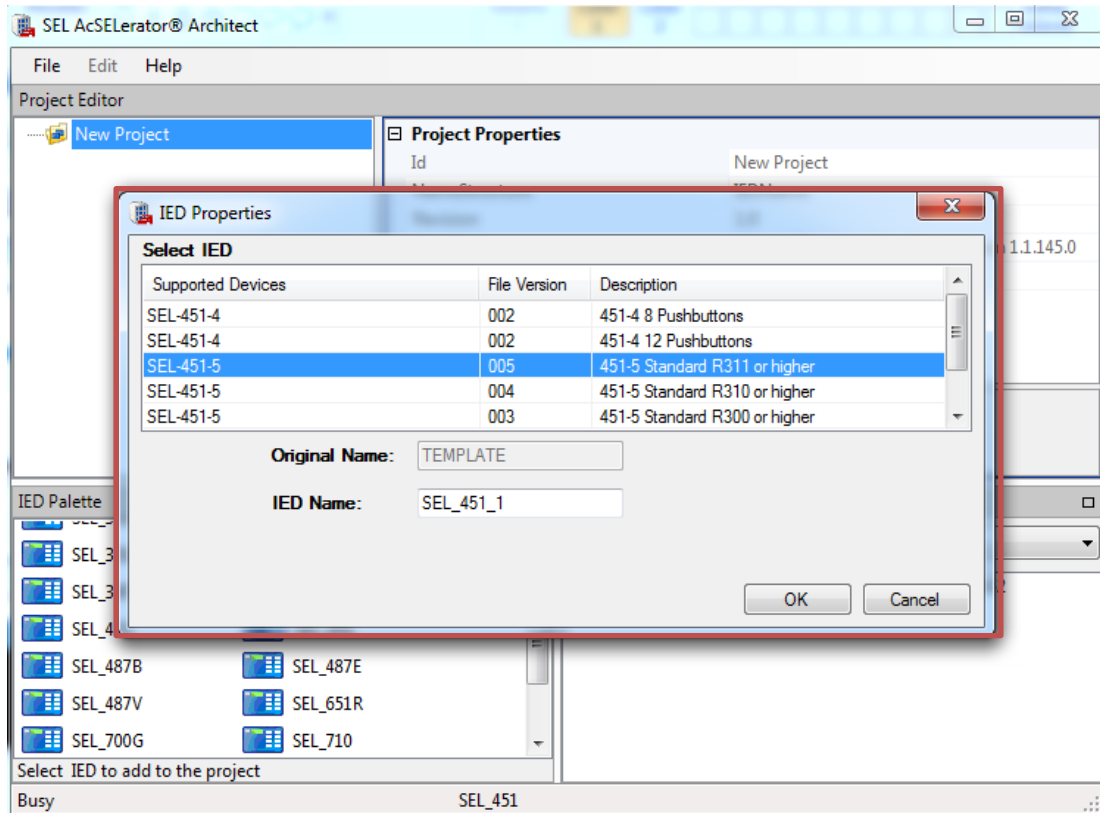 SEL AcSELerator® Architect
File Edit Help
Project Editor
New Project
Project Properties
Id New Project
1.1.145.0
IED Properties
Select IED
Supported Devices File Version Description
SEL-451-4 002 451-4 8 Pushbuttons
SEL-451-4 002 451-4 12 Pushbuttons
SEL-451-5 005 451-5 Standard R311 or higher
SEL-451-5 004 451-5 Standard R310 or higher
SEL-451-5 003 451-5 Standard R300 or higher
Original Name: TEMPLATE
IED Name: SEL_451_1
OK Cancel
IED Palette
SEL_3
SEL_3
SEL_4
SEL_487B SEL_487E
SEL_487V SEL_651R
SEL_700G SEL_710
Select IED to add to the project
Busy SEL_451